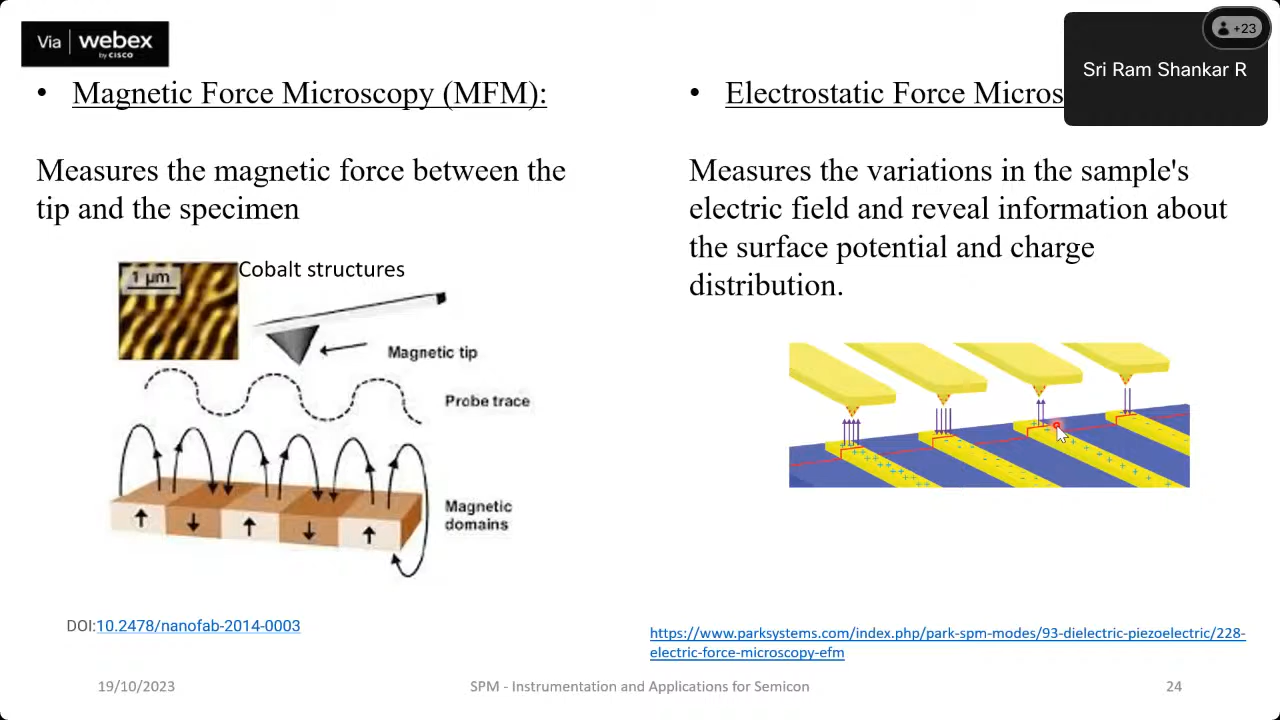 Via webex
by CISCO
+23
Sri Ram Shankar R
• Magnetic Force Microscopy (MFM):
Measures the magnetic force between the
tip and the specimen
1 µm
Cobalt structures
Magnetic tip
Probe trace
Magnetic
domains
DOI:10.2478/nanofab-2014-0003
• Electrostatic Force Micros
Measures the variations in the sample's
electric field and reveal information about
the surface potential and charge
distribution.
https://www.parksystems.com/index.php/park-spm-modes/93-dielectric-piezoelectric/228-
electric-force-microscopy-efm
19/10/2023
SPM - Instrumentation and Applications for Semicon
24